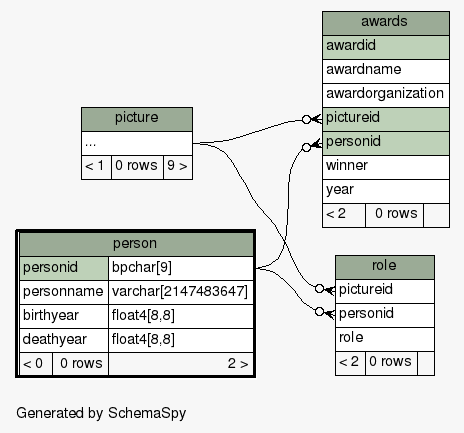 awards
awardid
awardname
awardorganization
pictureid
personid
winner
year
< 2 0 rows
picture
...
< 1 0 rows 9 >
person
personid bpchar[9]
personname varchar[2147483647]
birthyear float4[8,8]
deathyear float4[8,8]
< 0 0 rows 2 >
role
pictureid
personid
role
< 2 0 rows
Generated by SchemaSpy